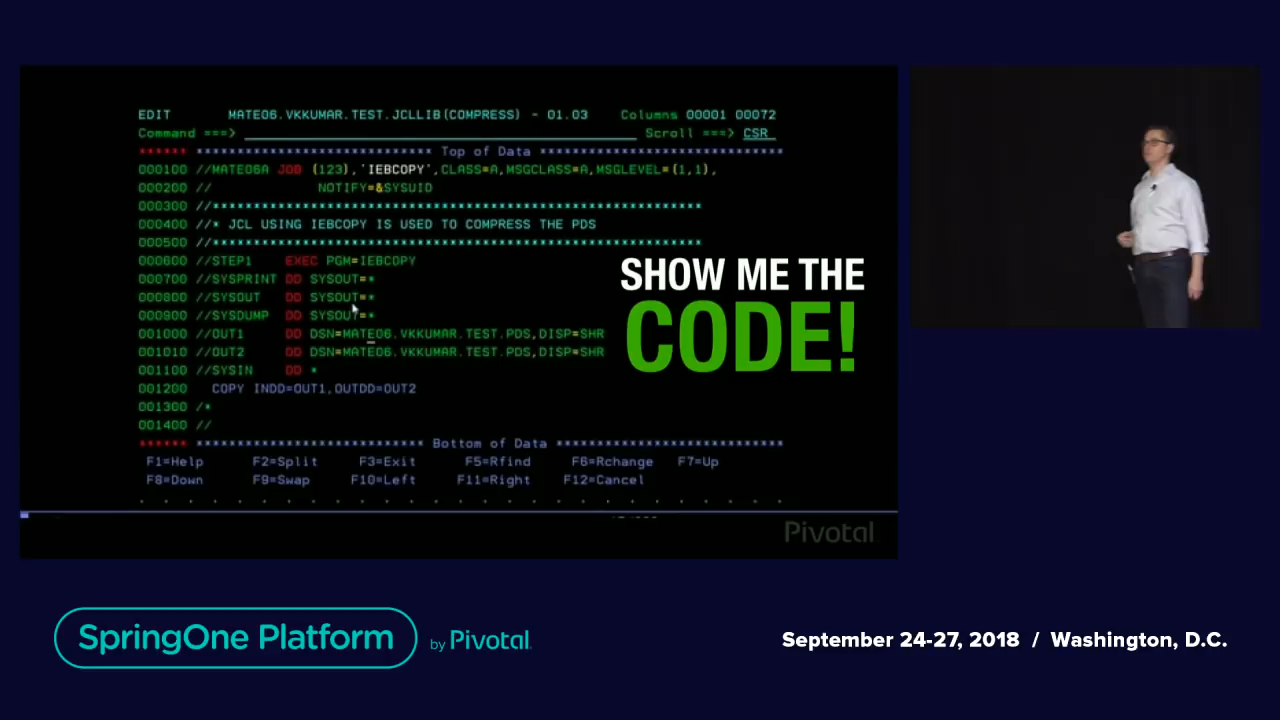 EDIT MATE06.VKKUMAR.TEST.JCLLIB(COMPRESS) - 01.03 Columns 00001 00072
Command ===> Scroll ===> CSR
****** **************************** Top of Data ******************************
000100 //MATE06A JOB (123),'IEBCOPY',CLASS=A,MSGCLASS=A,MSGLEVEL=(1,1),
000200 // NOTIFY=&SYSUID
000300 //************************************************************
000400 //* JCL USING IEBCOPY IS USED TO COMPRESS THE PDS
000500 //************************************************************
000600 //STEP1 EXEC PGM=IEBCOPY
000700 //SYSPRINT DD SYSOUT=*
000800 //SYSOUT DD SYSOUT=*
000900 //SYSDUMP DD SYSOUT=*
001000 //OUT1 DD DSN=MATE06.VKKUMAR.TEST.PDS,DISP=SHR
001010 //OUT2 DD DSN=MATE06.VKKUMAR.TEST.PDS,DISP=SHR
001100 //SYSIN DD *
001200 COPY INDD=OUT1,OUTDD=OUT2
001300 /*
001400 //
****** **************************** Bottom of Data ****************************
F1=Help F2=Split F3=Exit F5=Rfind F6=Rchange F7=Up
F8=Down F9=Swap F10=Left F11=Right F12=Cancel
SHOW ME THE
CODE!
Pivotal
SpringOne Platform by Pivotal.
September 24-27, 2018 / Washington, D.C.